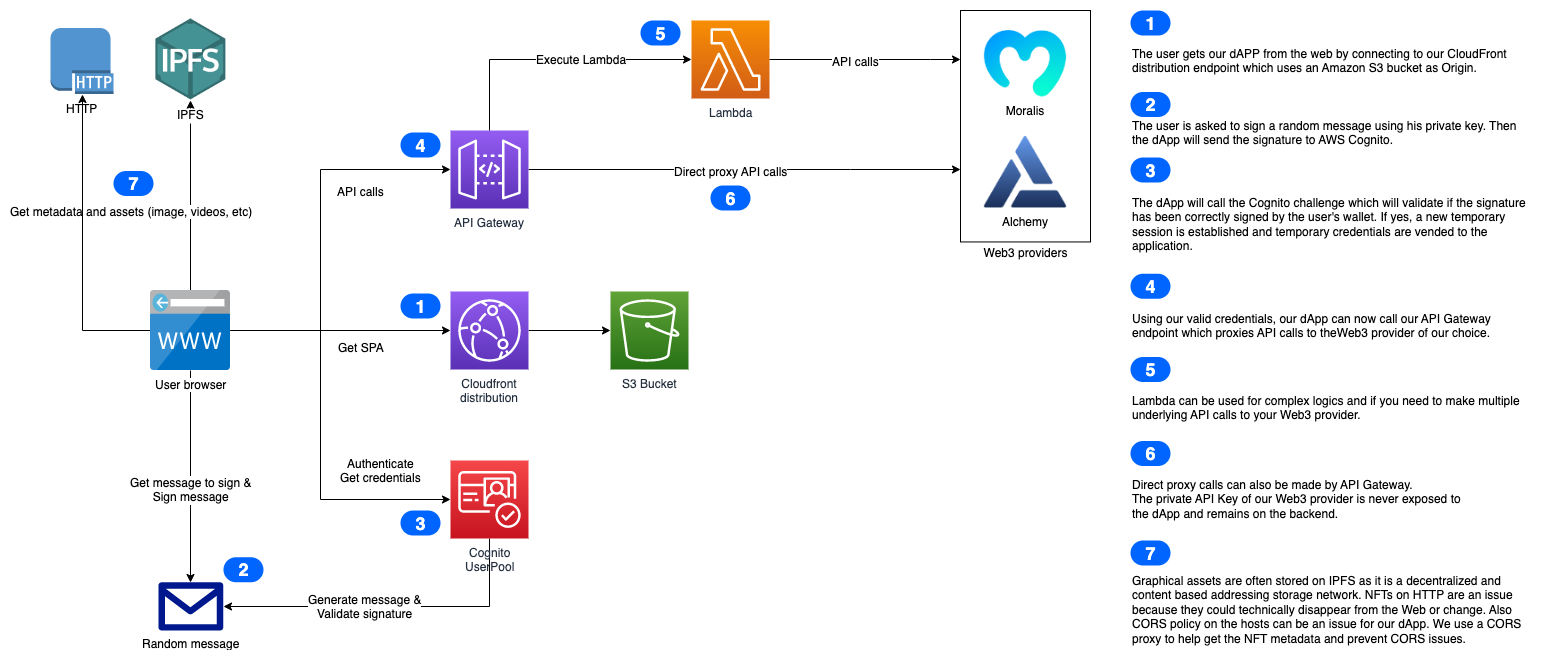 HTTP
HTTP
IPFS
IPFS
7
Get metadata and assets (image, videos, etc)
WWW
User browser
Get message to sign &
Sign message
2
Random message
Generate message &
Validate signature
API calls
4
API Gateway
Execute Lambda
5
Lambda
API calls
Direct proxy API calls
6
Moralis
Alchemy
Web3 providers
1
Get SPA
Cloudfront
distribution
S3 Bucket
Authenticate
Get credentials
3
Cognito
UserPool
1
The user gets our dAPP from the web by connecting to our CloudFront
distribution endpoint which uses an Amazon S3 bucket as Origin.
2
The user is asked to sign a random message using his private key. Then
the dApp will send the signature to AWS Cognito.
3
The dApp will call the Cognito challenge which will validate if the signature
has been correctly signed by the user's wallet. If yes, a new temporary
session is established and temporary credentials are vended to the
application.
4
Using our valid credentials, our dApp can now call our API Gateway
endpoint which proxies API calls to theWeb3 provider of our choice.
5
Lambda can be used for complex logics and if you need to make multiple
underlying API calls to your Web3 provider.
6
Direct proxy calls can also be made by API Gateway.
The private API Key of our Web3 provider is never exposed to
the dApp and remains on the backend.
7
Graphical assets are often stored on IPFS as it is a decentralized and
content based addressing storage network. NFTs on HTTP are an issue
because they could technically disappear from the Web or change. Also
CORS policy on the hosts can be an issue for our dApp. We use a CORS
proxy to help get the NFT metadata and prevent CORS issues.